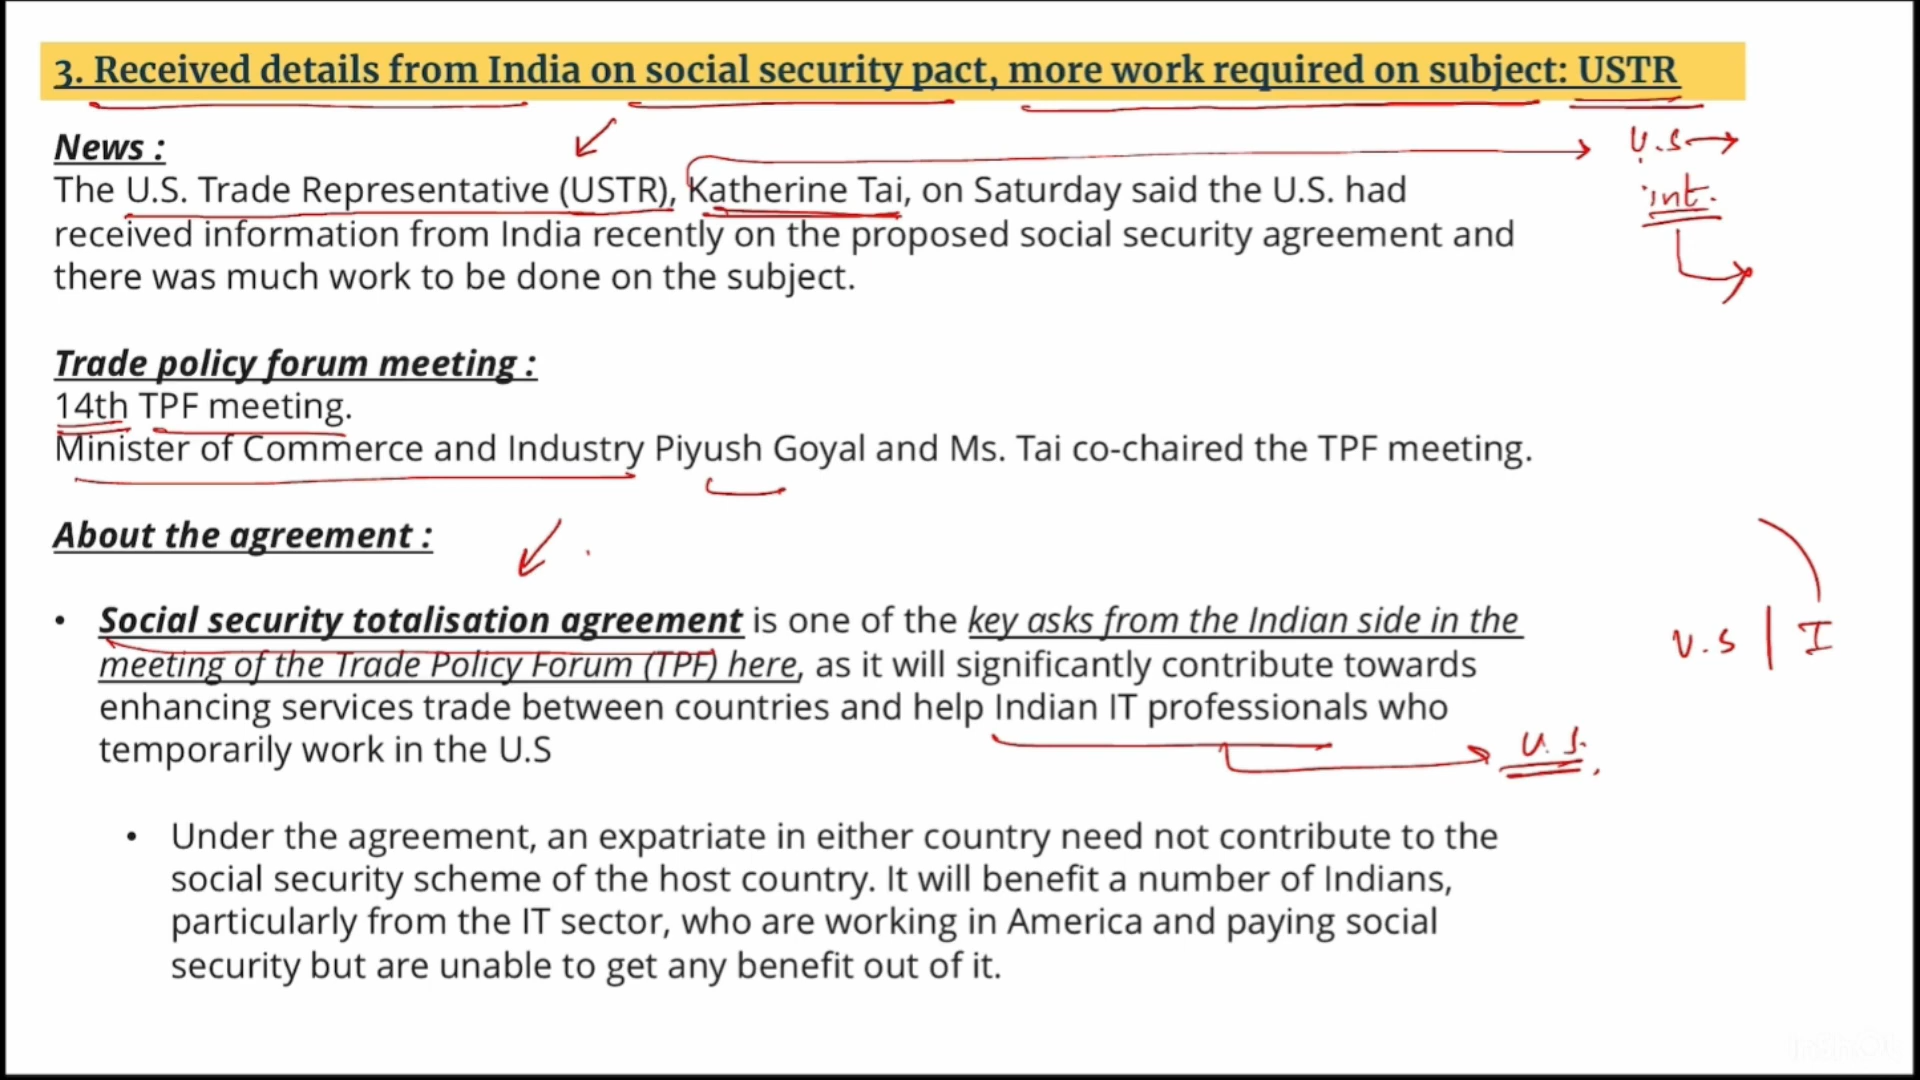 3. Received details from India on social security pact, more work required on subject: USTR
News :
U.S
The U.S. Trade Representative (USTR), Katherine Tai, on Saturday said the U.S. had
int.
received information from India recently on the proposed social security agreement and
there was much work to be done on the subject.
Trade policy forum meeting :
14th TPF meeting.
Minister of Commerce and Industry Piyush Goyal and Ms. Tai co-chaired the TPF meeting.
About the agreement :
• Social security totalisation agreement is one of the key asks from the Indian side in the
U.S | I
meeting of the Trade Policy Forum (TPF) here, as it will significantly contribute towards
enhancing services trade between countries and help Indian IT professionals who
U.S.
temporarily work in the U.S
• Under the agreement, an expatriate in either country need not contribute to the
social security scheme of the host country. It will benefit a number of Indians,
particularly from the IT sector, who are working in America and paying social
security but are unable to get any benefit out of it.